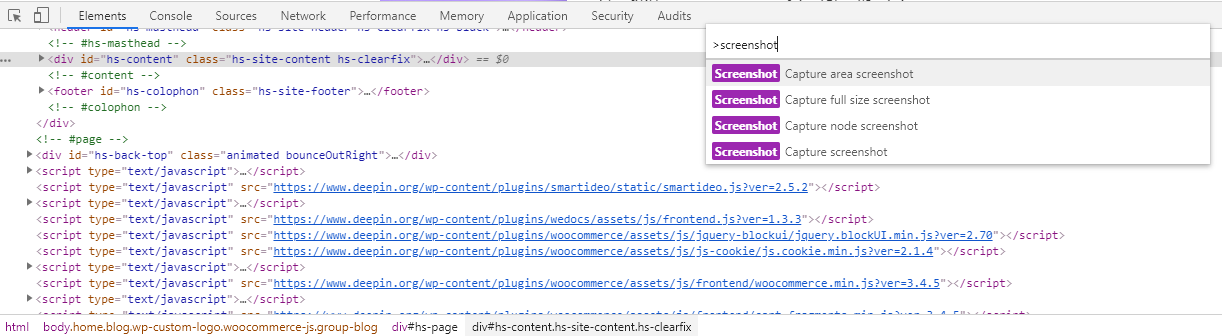 Elements Console Sources Network Performance Memory Application Security Audits
<!-- #hs-masthead -->
… <div id="hs-content" class="hs-site-content hs-clearfix">…</div> == $0
<!-- #content -->
<footer id="hs-colophon" class="hs-site-footer">…</footer>
<!-- #colophon -->
</div>
<!-- #page -->
<div id="hs-back-top" class="animated bounceOutRight">…</div>
<script type="text/javascript">…</script>
<script type="text/javascript" src="https://www.deepin.org/wp-content/plugins/smartideo/static/smartideo.js?ver=2.5.2"></script>
<script type="text/javascript">…</script>
<script type="text/javascript" src="https://www.deepin.org/wp-content/plugins/wedocs/assets/js/frontend.js?ver=1.3.3"></script>
<script type="text/javascript" src="https://www.deepin.org/wp-content/plugins/woocommerce/assets/js/jquery-blockui/jquery.blockUI.min.js?ver=2.70"></script>
<script type="text/javascript" src="https://www.deepin.org/wp-content/plugins/woocommerce/assets/js/js-cookie/js.cookie.min.js?ver=2.1.4"></script>
<script type="text/javascript">…</script>
<script type="text/javascript" src="https://www.deepin.org/wp-content/plugins/woocommerce/assets/js/frontend/woocommerce.min.js?ver=3.4.5"></script>
<script type="text/javascript">…</script>
html body.home.blog.wp-custom-logo.woocommerce-js.group-blog div#hs-page div#hs-content.hs-site-content.hs-clearfix
>screenshot
Screenshot Capture area screenshot
Screenshot Capture full size screenshot
Screenshot Capture node screenshot
Screenshot Capture screenshot